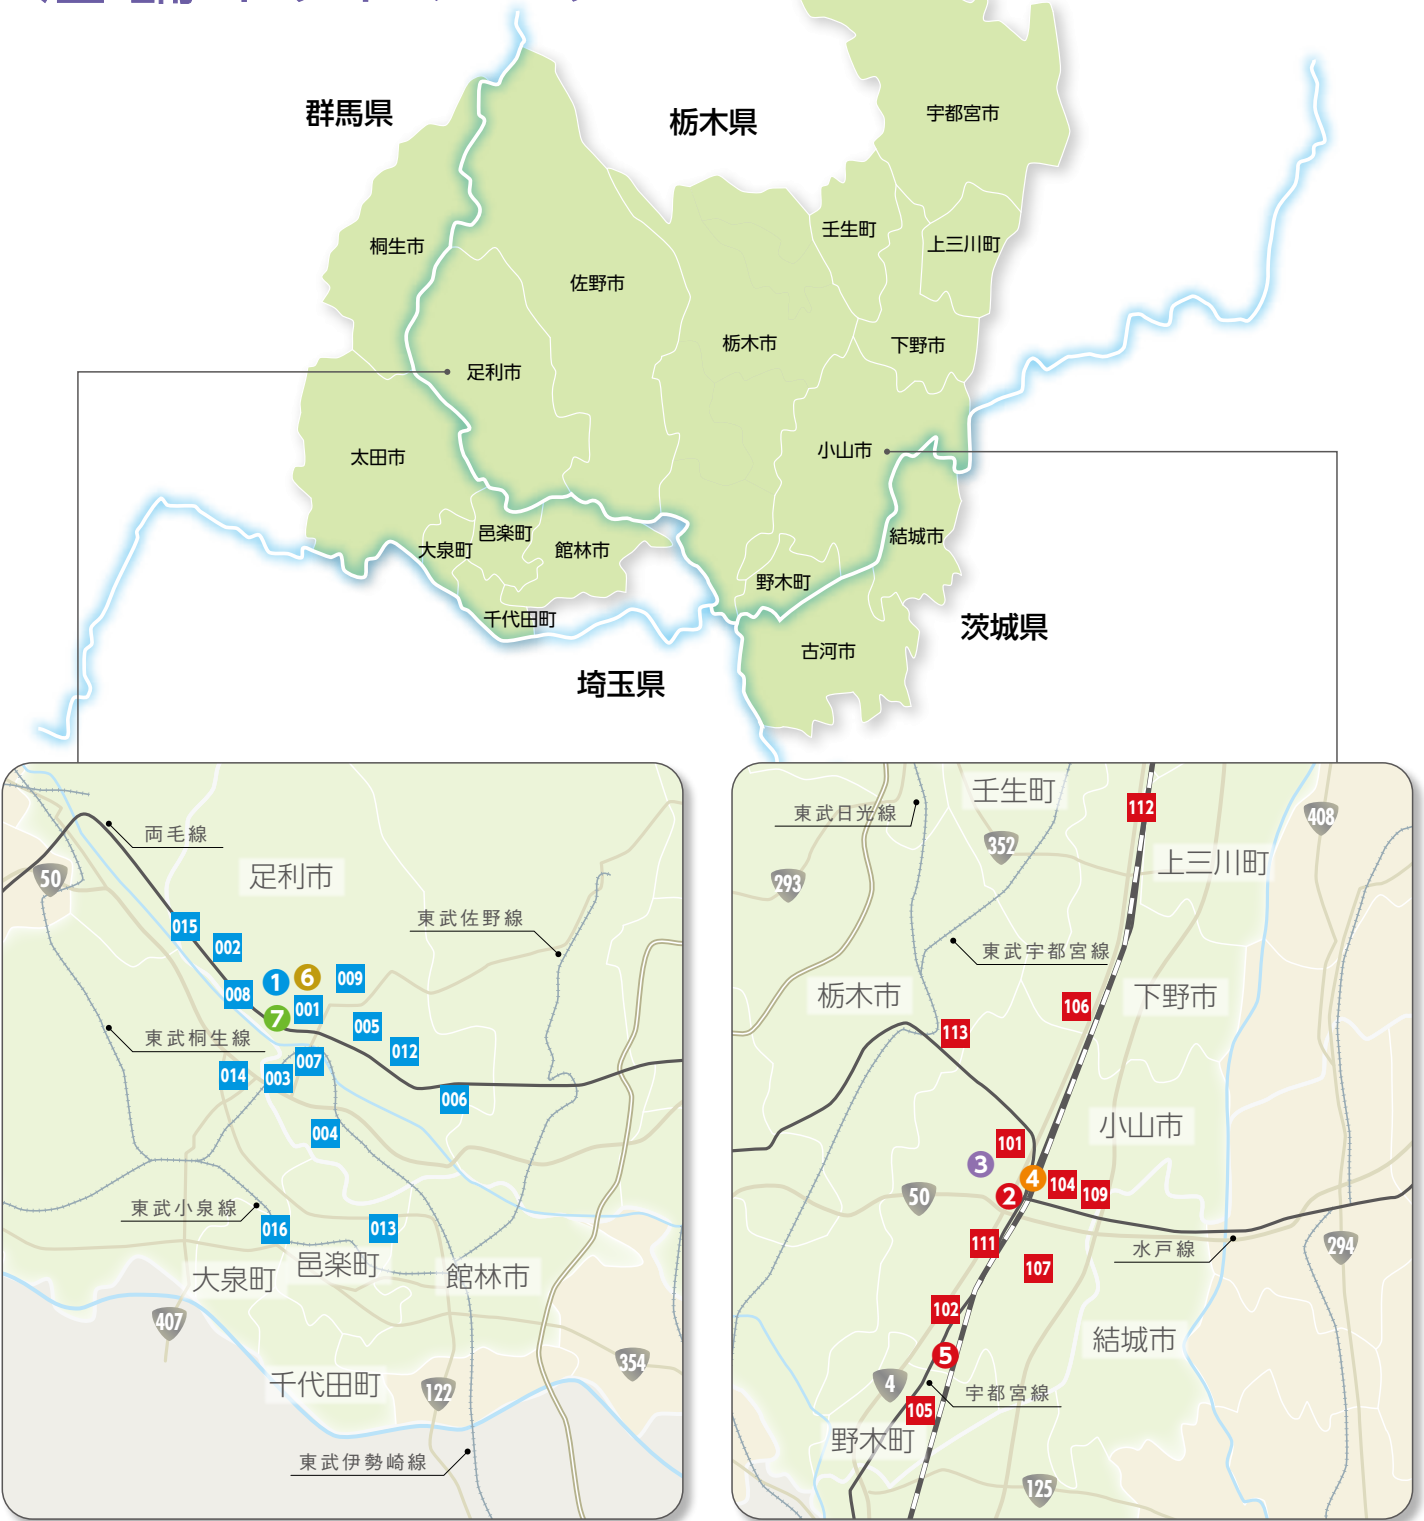 群馬県
栃木県
宇都宮市
桐生市
壬生町
上三川町
佐野市
栃木市
下野市
足利市
小山市
太田市
結城市
邑楽町
大泉町
館林市
野木町
千代田町
茨城県
古河市
埼玉県
両毛線
50
足利市
東武佐野線
015
002
1
6
009
008
001
7
005
東武桐生線
012
007
014
003
006
004
東武小泉線
016
013
邑楽町
大泉町
館林市
407
354
千代田町
122
東武伊勢崎線
壬生町
東武日光線
112
408
352
上三川町
293
東武宇都宮線
栃木市
下野市
106
113
小山市
101
3
4
104
2
109
50
111
水戸線
294
107
102
結城市
5
4
宇都宮線
105
野木町
125